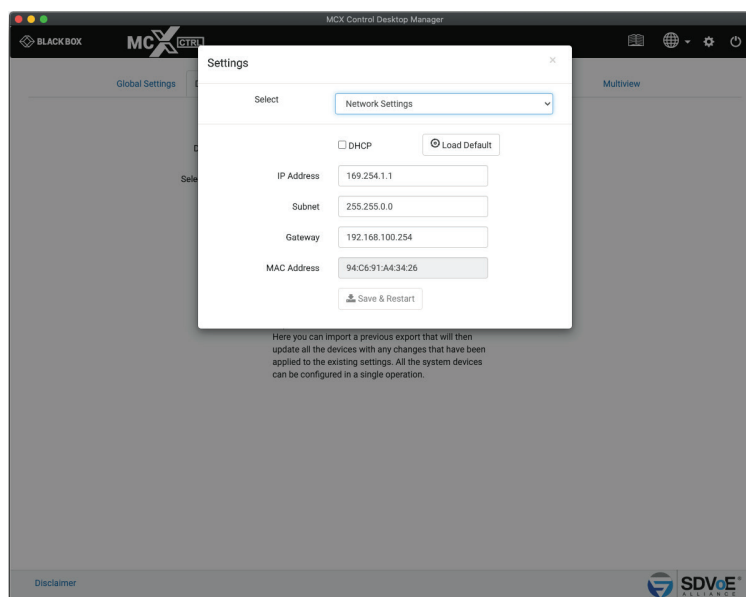 MCX Control Desktop Manager
BLACK BOX
MCX CTRL
Settings
×
Global Settings
D
Multiview
Select
Network Settings
D
DHCP
Load Default
Sele
IP Address
169.254.1.1
Subnet
255.255.0.0
Gateway
192.168.100.254
MAC Address
94:C6:91:A4:34:26
Save & Restart
Here you can import a previous export that will then
update all the devices with any changes that have been
applied to the existing settings. All the system devices
can be configured in a single operation.
Disclaimer
SDVoE
ALLIANCE